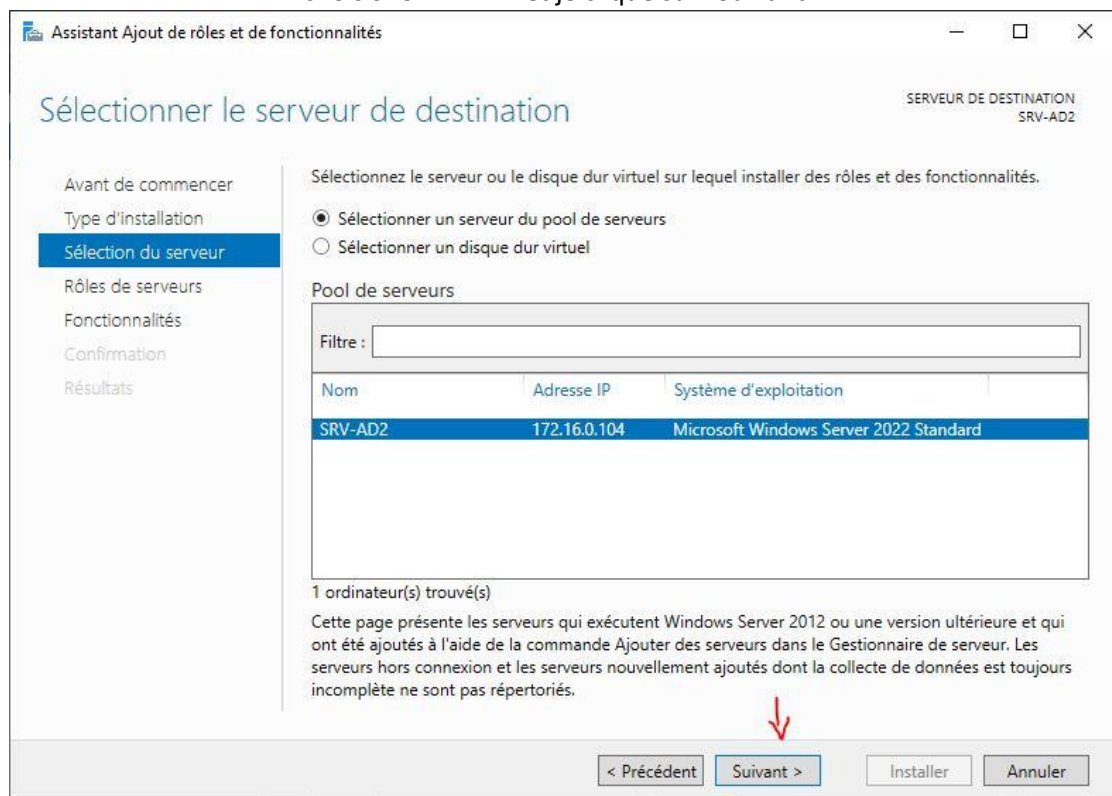 Assistant Ajout de rôles et de fonctionnalités
Sélectionner le serveur de destination
SERVEUR DE DESTINATION
SRV-AD2
Avant de commencer
Type d'installation
Sélection du serveur
Rôles de serveurs
Fonctionnalités
Confirmation
Résultats
Sélectionnez le serveur ou le disque dur virtuel sur lequel installer des rôles et des fonctionnalités.
Sélectionner un serveur du pool de serveurs
Sélectionner un disque dur virtuel
Pool de serveurs
Filtre :
Nom Adresse IP Système d'exploitation
SRV-AD2 172.16.0.104 Microsoft Windows Server 2022 Standard
1 ordinateur(s) trouvé(s)
Cette page présente les serveurs qui exécutent Windows Server 2012 ou une version ultérieure et qui
ont été ajoutés à l'aide de la commande Ajouter des serveurs dans le Gestionnaire de serveur. Les
serveurs hors connexion et les serveurs nouvellement ajoutés dont la collecte de données est toujours
incomplète ne sont pas répertoriés.
< Précédent Suivant > Installer Annuler